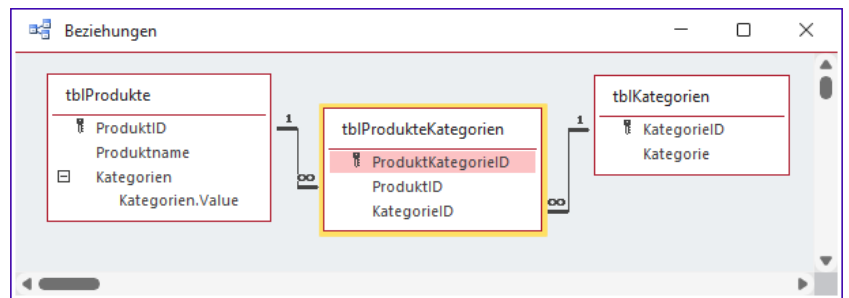 Beziehungen
tblProdukte
ProduktID
Produktname
Kategorien
Kategorien.Value
1
∞
tblProdukteKategorien
ProduktKategorieID
ProduktID
KategorieID
1
∞
tblKategorien
KategorieID
Kategorie